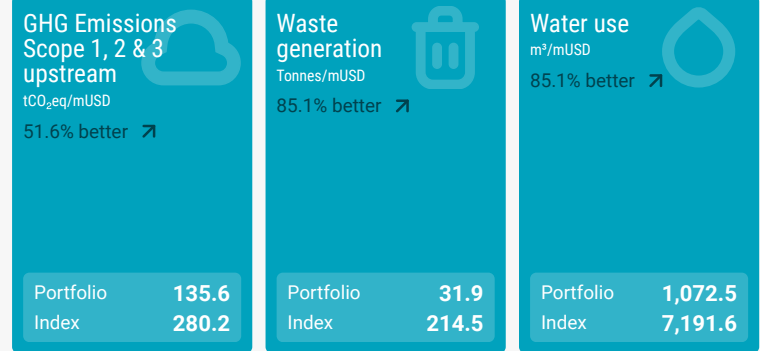 GHG Emissions
Scope 1, 2 & 3
upstream
tCO₂eq/mUSD
51.6% better
Portfolio 135.6
Index 280.2
Waste
generation
Tonnes/mUSD
85.1% better
Portfolio 31.9
Index 214.5
Water use
m³/mUSD
85.1% better
Portfolio 1,072.5
Index 7,191.6